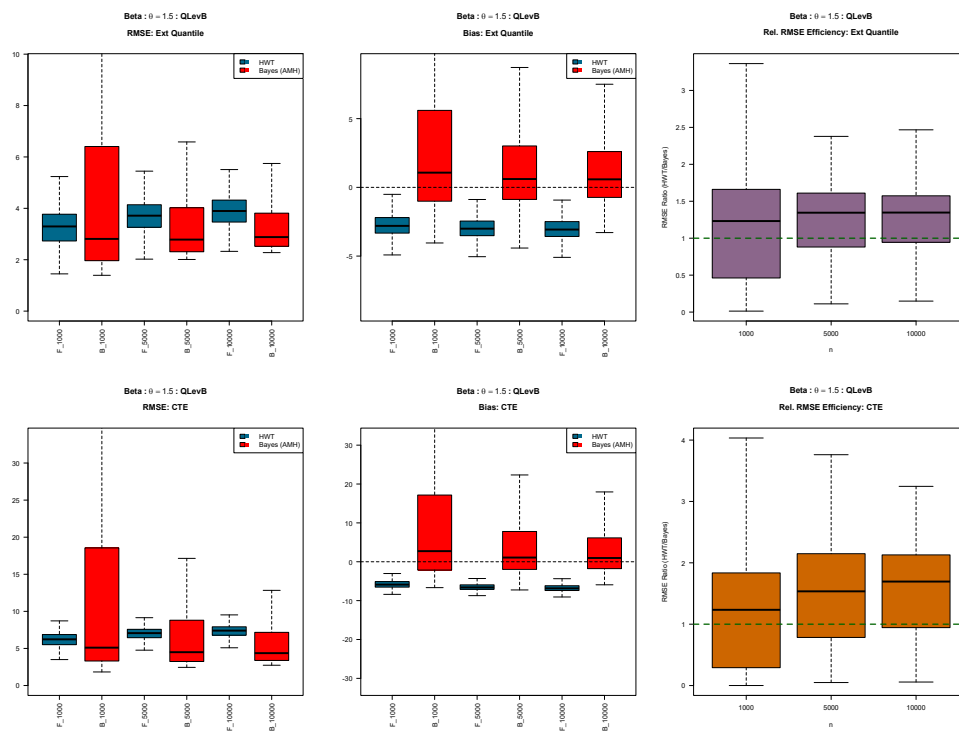 Beta : θ = 1.5 : QLevB
RMSE: Ext Quantile
HWT
Bayes (AMH)
0
2
4
6
8
10
F_1000
B_1000
F_5000
B_5000
F_10000
B_10000
Beta : θ = 1.5 : QLevB
Bias: Ext Quantile
HWT
Bayes (AMH)
-5
0
5
F_1000
B_1000
F_5000
B_5000
F_10000
B_10000
Beta : θ = 1.5 : QLevB
Rel. RMSE Efficiency: Ext Quantile
RMSE Ratio (HWT/Bayes)
0
0.5
1
1.5
2
2.5
3
1000
5000
10000
n
Beta : θ = 1.5 : QLevB
RMSE: CTE
HWT
Bayes (AMH)
0
5
10
15
20
25
30
F_1000
B_1000
F_5000
B_5000
F_10000
B_10000
Beta : θ = 1.5 : QLevB
Bias: CTE
HWT
Bayes (AMH)
-30
-20
-10
0
10
20
30
F_1000
B_1000
F_5000
B_5000
F_10000
B_10000
Beta : θ = 1.5 : QLevB
Rel. RMSE Efficiency: CTE
RMSE Ratio (HWT/Bayes)
0
1
2
3
4
1000
5000
10000
n